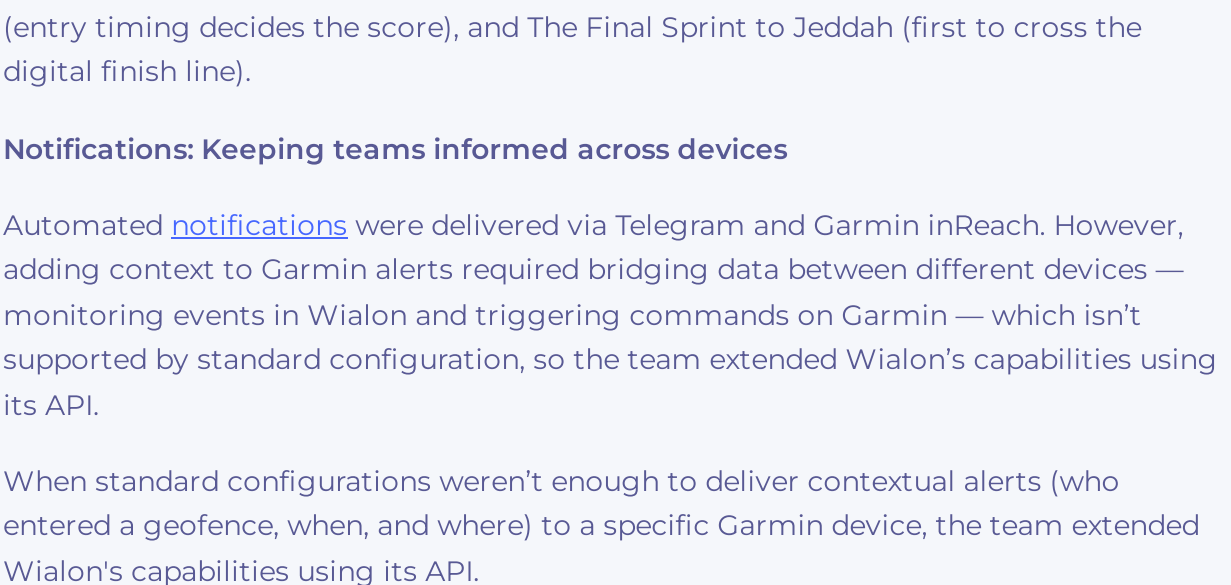 (entry timing decides the score), and The Final Sprint to Jeddah (first to cross the
digital finish line).
Notifications: Keeping teams informed across devices
Automated notifications were delivered via Telegram and Garmin inReach. However,
adding context to Garmin alerts required bridging data between different devices —
monitoring events in Wialon and triggering commands on Garmin — which isn’t
supported by standard configuration, so the team extended Wialon’s capabilities using
its API.
When standard configurations weren’t enough to deliver contextual alerts (who
entered a geofence, when, and where) to a specific Garmin device, the team extended
Wialon's capabilities using its API.